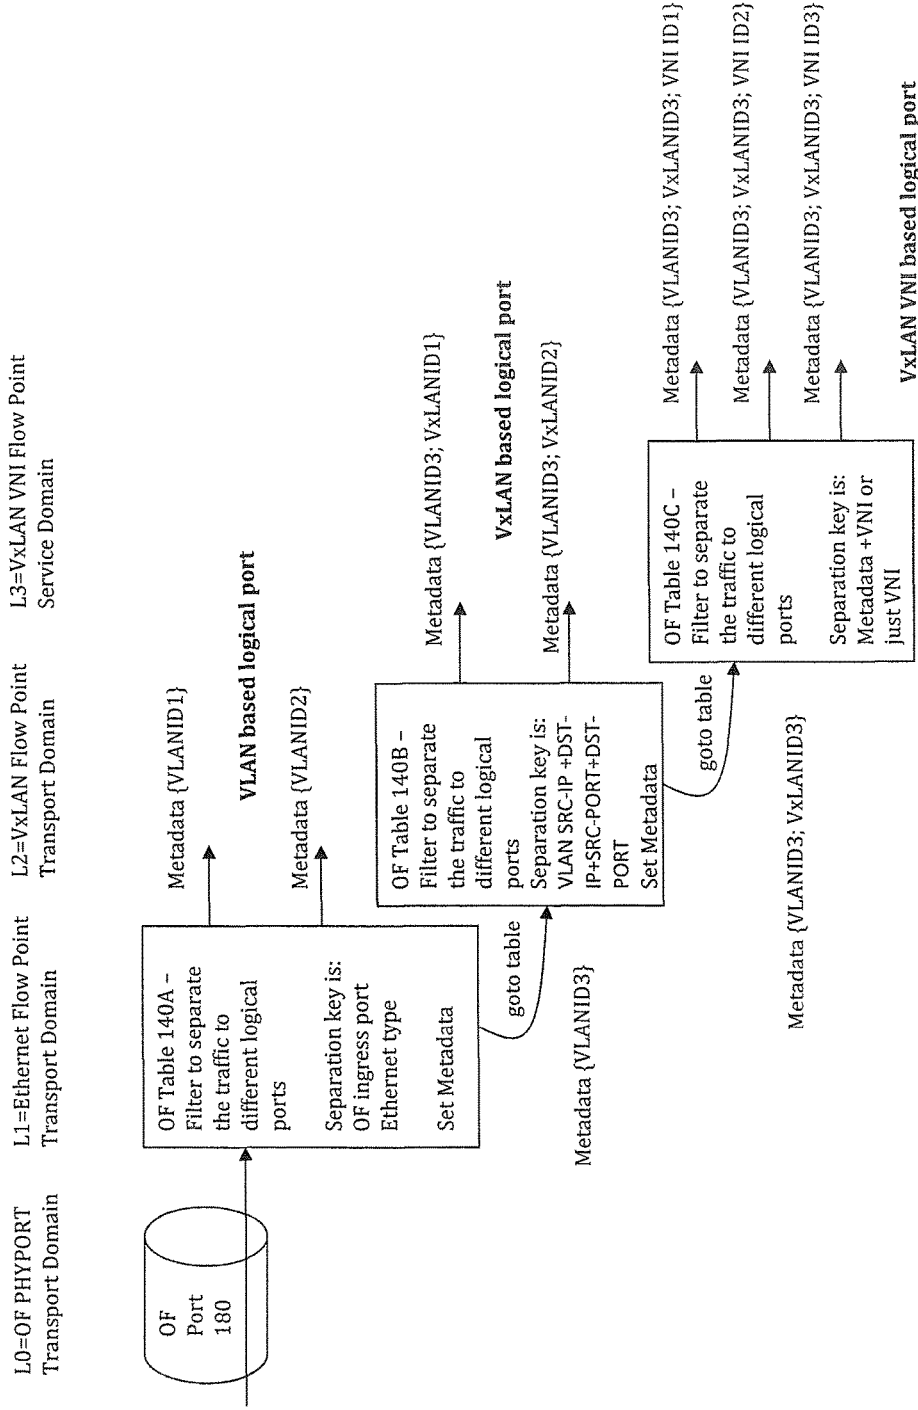 L0=OF PHYPORT
Transport Domain
L1=Ethernet Flow Point
Transport Domain
L2=VxLAN Flow Point
Transport Domain
L3=VxLAN VNI Flow Point
Service Domain
OF
Port
180
OF Table 140A –
Filter to separate
the traffic to
different logical
ports
Separation key is:
OF ingress port
Ethernet type
Set Metadata
Metadata {VLANID1}
VLAN based logical port
Metadata {VLANID2}
goto table
Metadata {VLANID3}
OF Table 140B –
Filter to separate
the traffic to
different logical
ports
Separation key is:
VLAN SRC-IP +DST-
IP+SRC-PORT+DST-
PORT
Set Metadata
Metadata {VLANID3; VxLANID1}
VxLAN based logical port
Metadata {VLANID3; VxLANID2}
goto table
Metadata {VLANID3; VxLANID3}
OF Table 140C –
Filter to separate
the traffic to
different logical
ports
Separation key is:
Metadata +VNI or
just VNI
Metadata {VLANID3; VxLANID3; VNI ID1}
Metadata {VLANID3; VxLANID3; VNI ID2}
Metadata {VLANID3; VxLANID3; VNI ID3}
VxLAN VNI based logical port